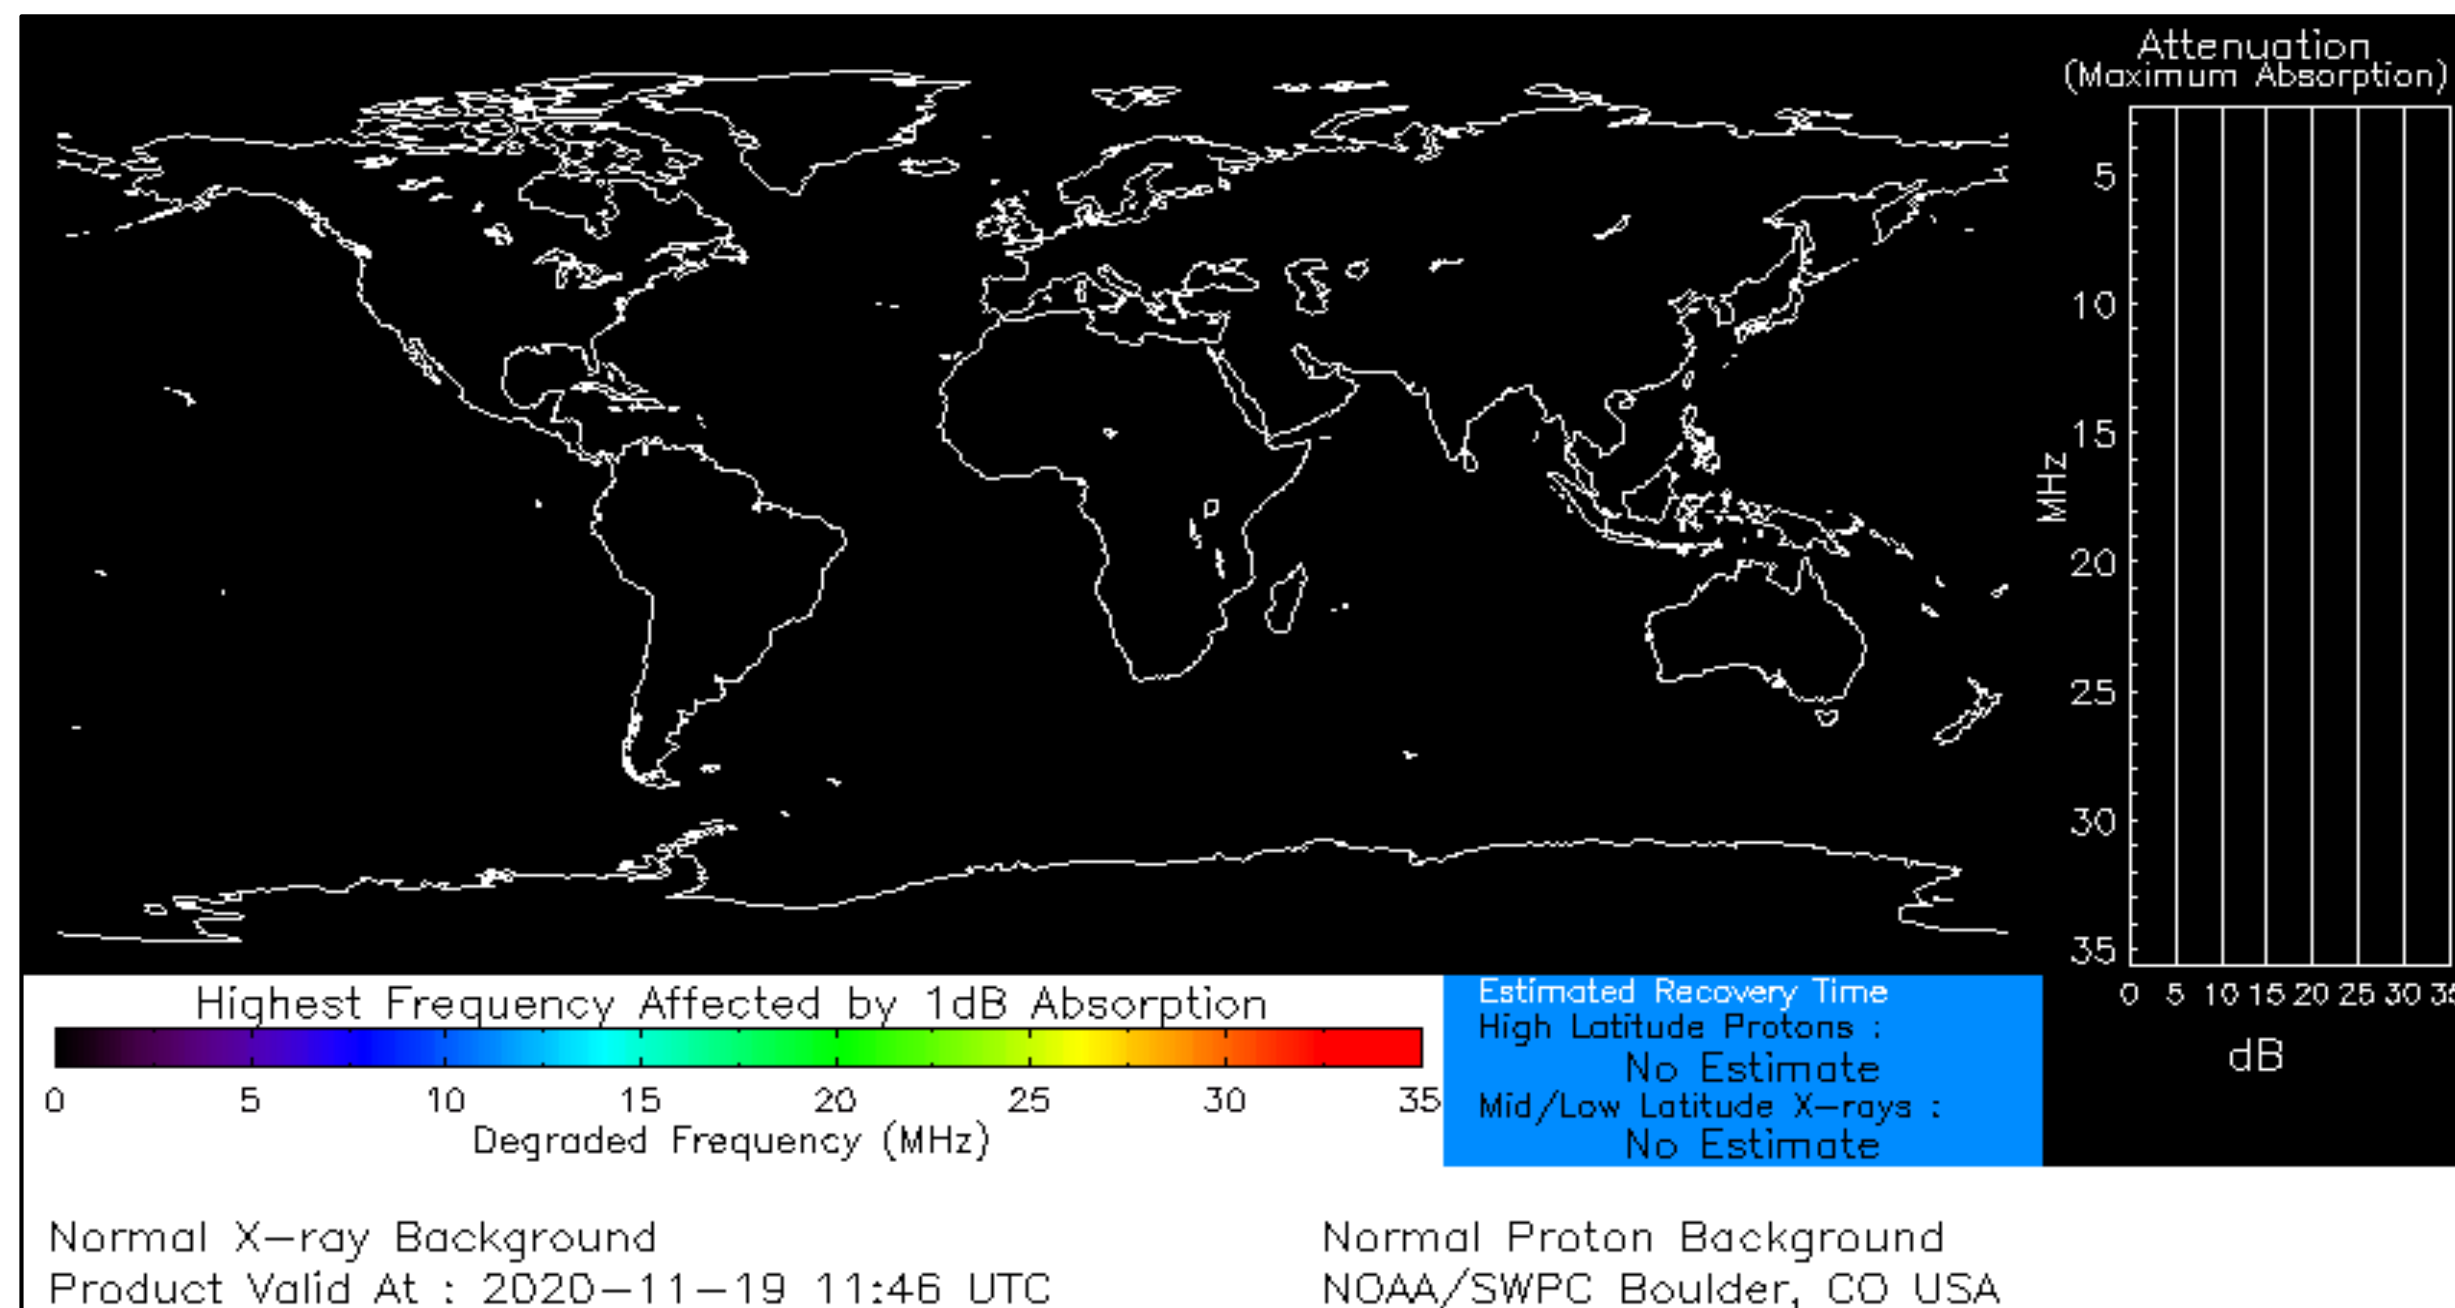 Attenuation
(Maximum Absorption)
5
10
15
20
25
30
35
MHz
0 5 10 15 20 25 30
dB
Highest Frequency Affected by 1dB Absorption
0 5 10 15 20 25 30 35
Degraded Frequency (MHz)
Estimated Recovery Time
High Latitude Protons :
No Estimate
Mid/Low Latitude X-rays :
No Estimate
Normal X-ray Background
Normal Proton Background
Product Valid At : 2020-11-19 11:46 UTC
NOAA/SWPC Boulder, CO USA